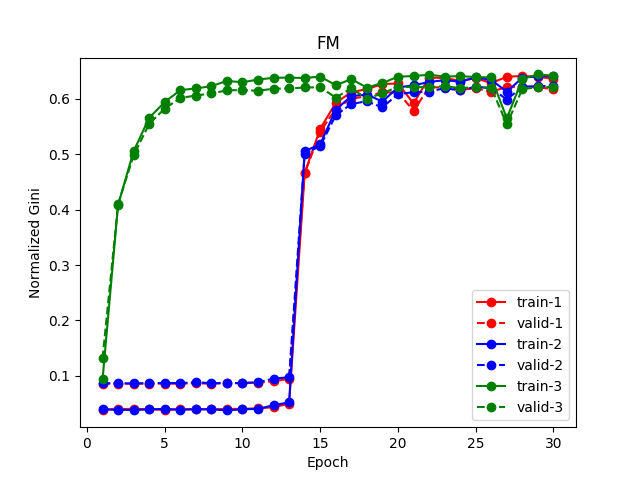 FM
Normalized Gini
0.6
0.5
0.4
0.3
0.2
0.1
0
5
10
15
20
25
30
Epoch
train-1
valid-1
train-2
valid-2
train-3
valid-3